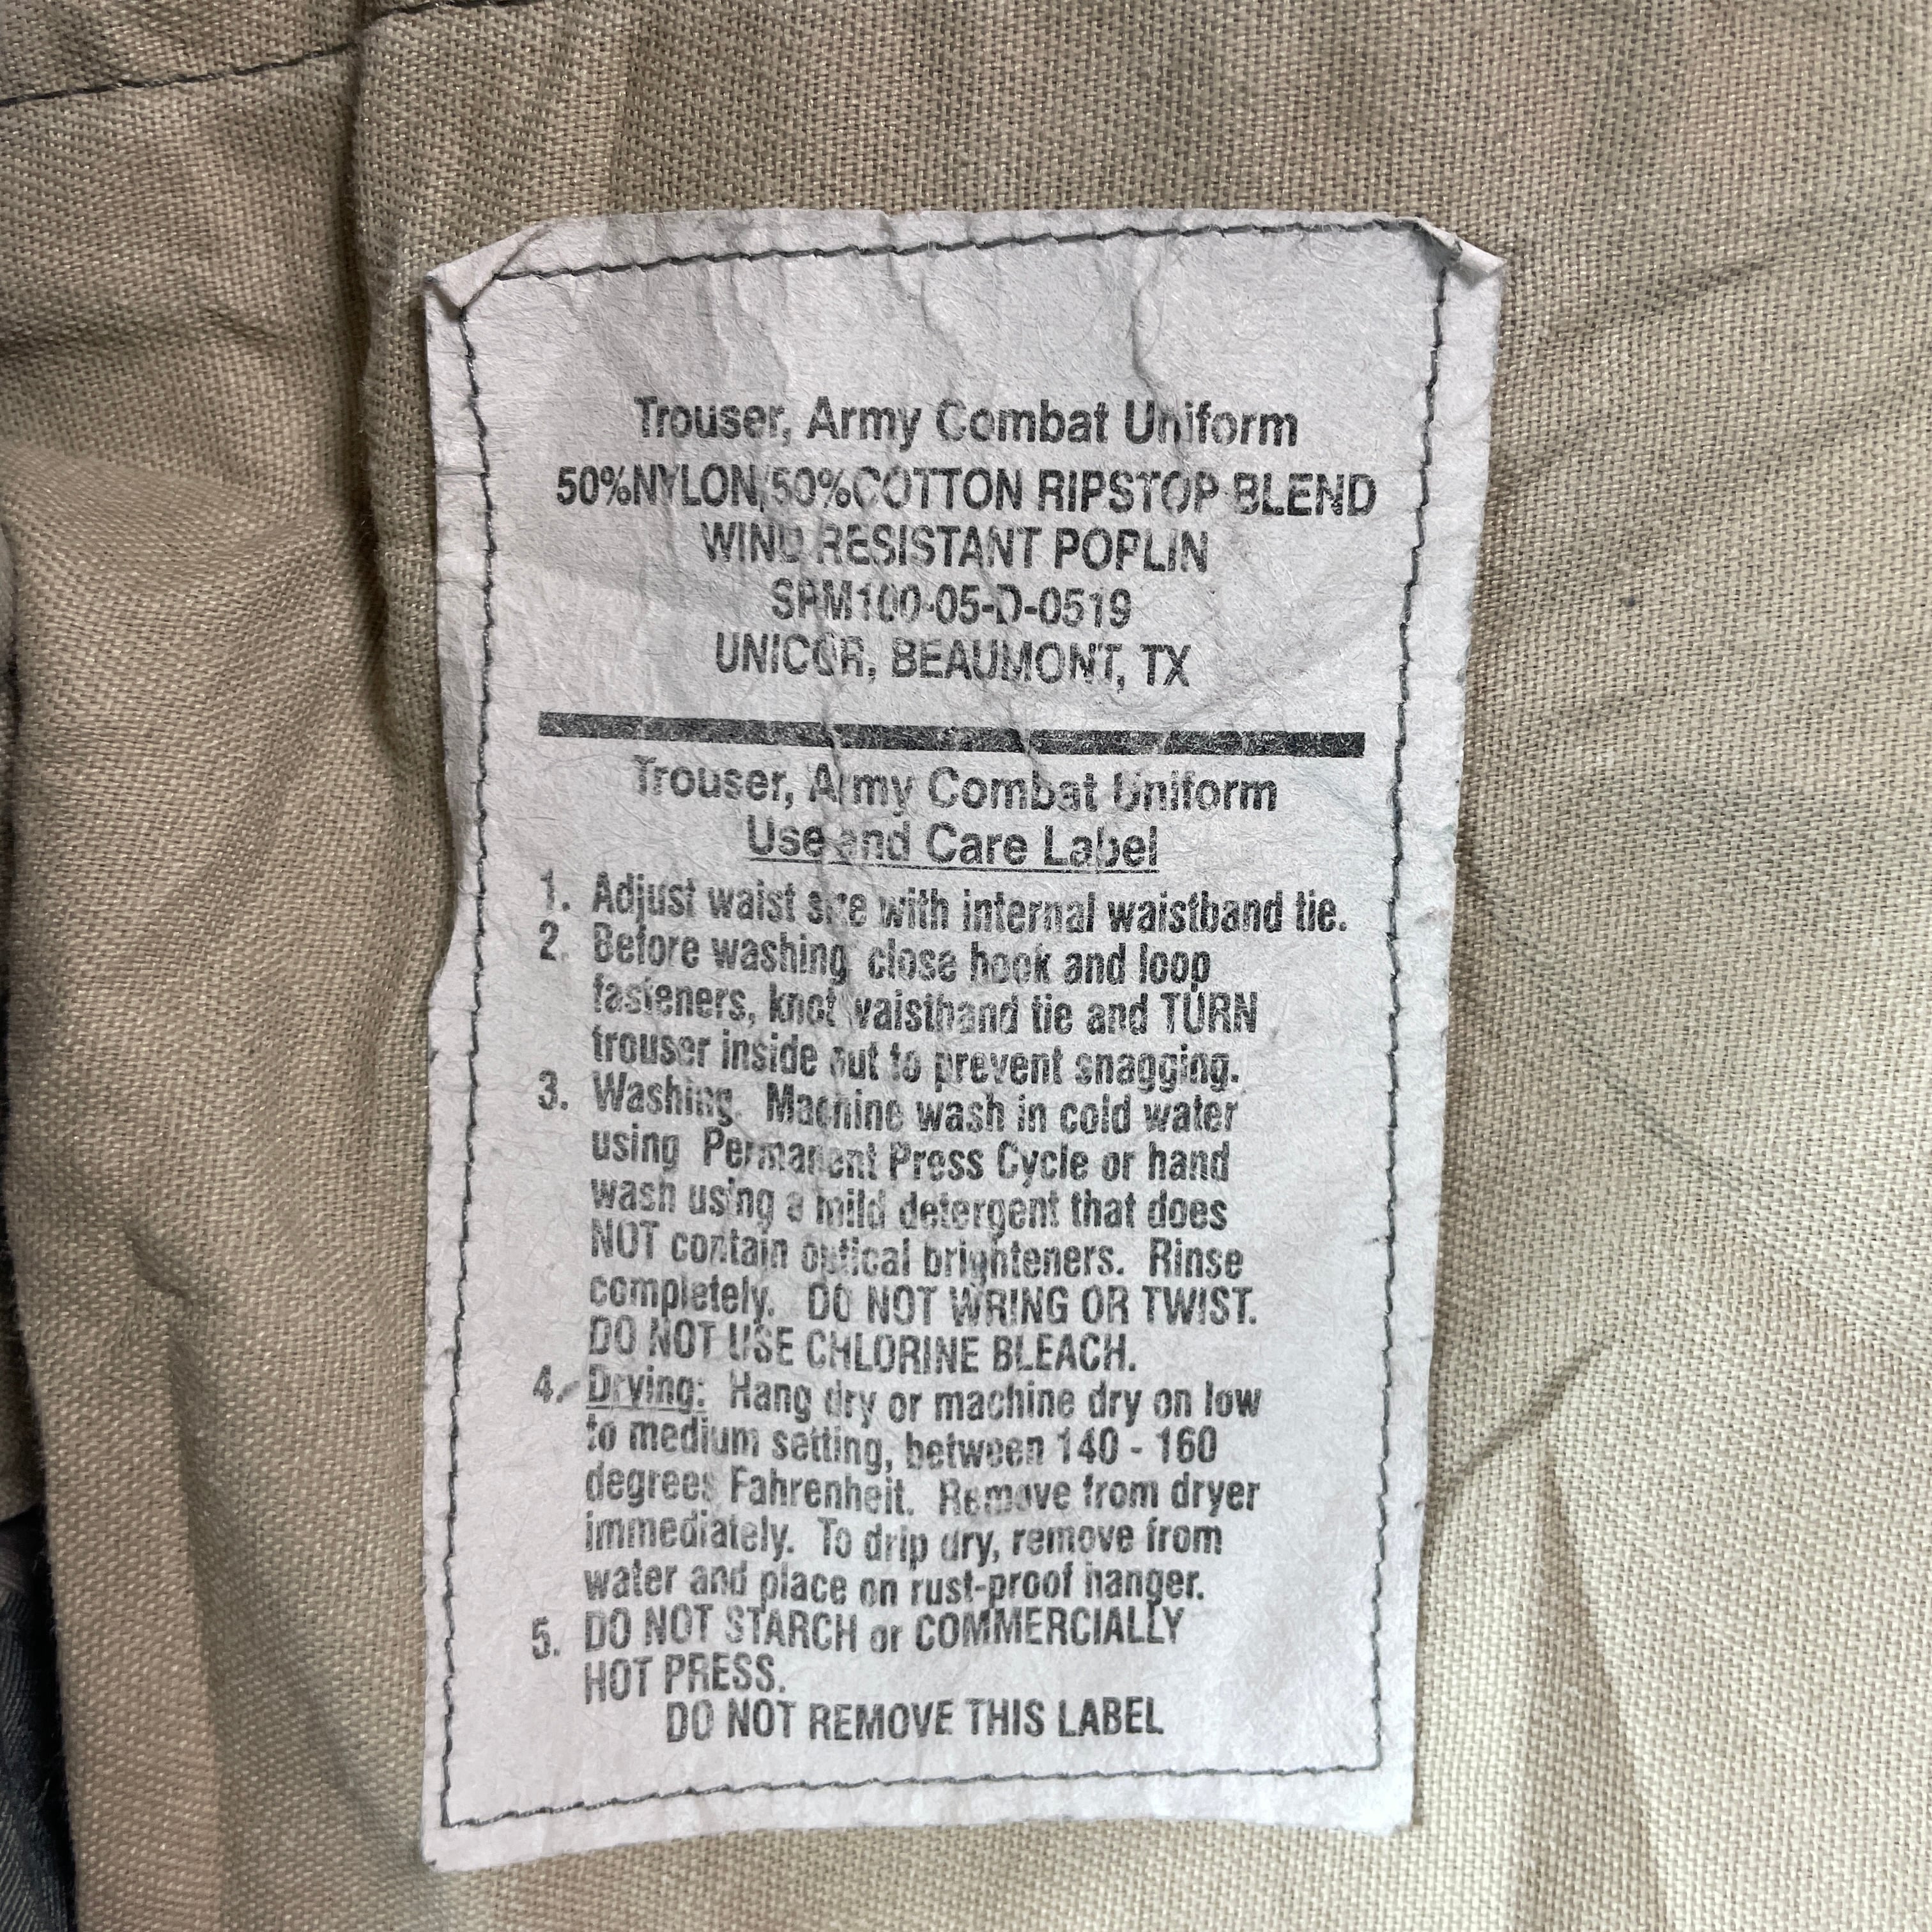 Trouser, Army Combat Uniform
50%NYLON/50%COTTON RIPSTOP BLEND
WIND RESISTANT POPLIN
SPM100-05-D-0519
UNICOR, BEAUMONT, TX
Trouser, Army Combat Uniform
Use and Care Label
1. Adjust waist size with internal waistband tie.
2. Before washing, close hook and loop
fasteners, knot waistband tie and TURN
trouser inside out to prevent snagging.
3. Washing. Machine wash in cold water
using Permanent Press Cycle or hand
wash using a mild detergent that does
NOT contain optical brighteners. Rinse
completely. DO NOT WRING OR TWIST.
DO NOT USE CHLORINE BLEACH.
4. Drying: Hang dry or machine dry on low
to medium setting, between 140 - 160
degrees Fahrenheit. Remove from dryer
immediately. To drip dry, remove from
water and place on rust-proof hanger.
5. DO NOT STARCH or COMMERCIALLY
HOT PRESS.
DO NOT REMOVE THIS LABEL